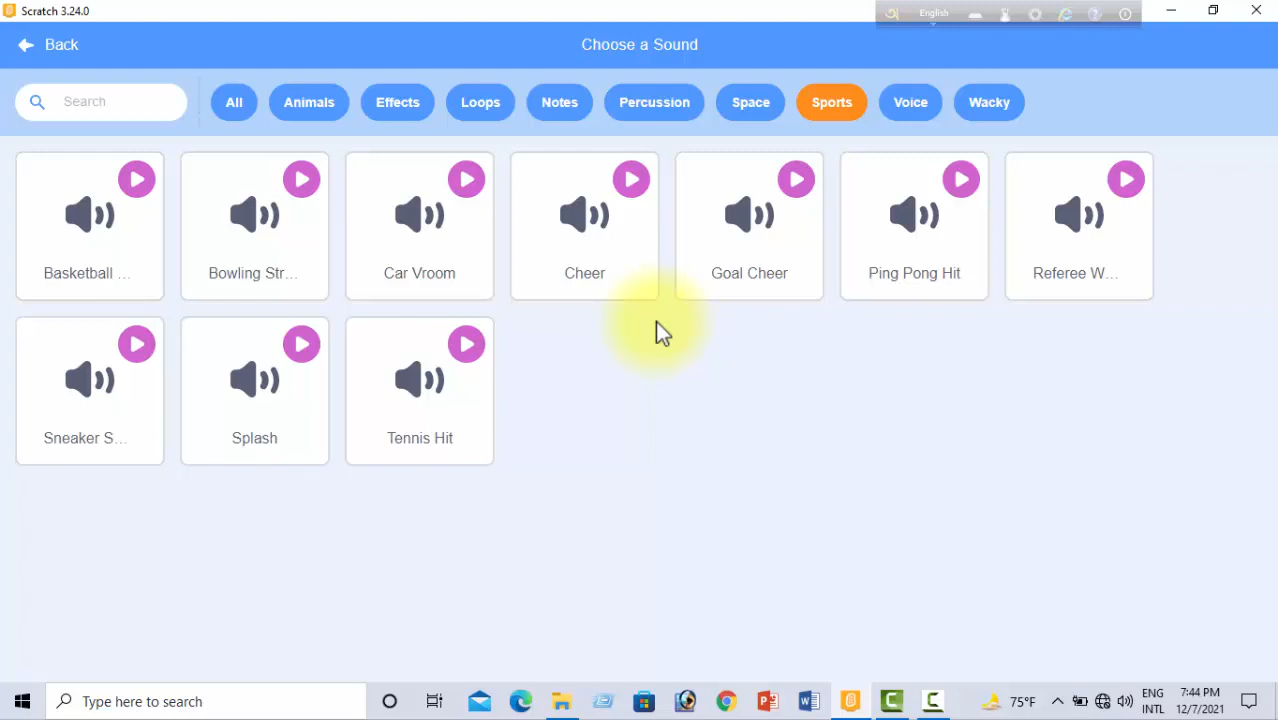 Scratch 3.24.0
English
Back
Choose a Sound
Search
All
Animals
Effects
Loops
Notes
Percussion
Space
Sports
Voice
Wacky
Basketball ...
Bowling Str...
Car Vroom
Cheer
Goal Cheer
Ping Pong Hit
Referee W...
Sneaker S...
Splash
Tennis Hit
Type here to search
75°F
ENG
INTL
7:44 PM
12/7/2021